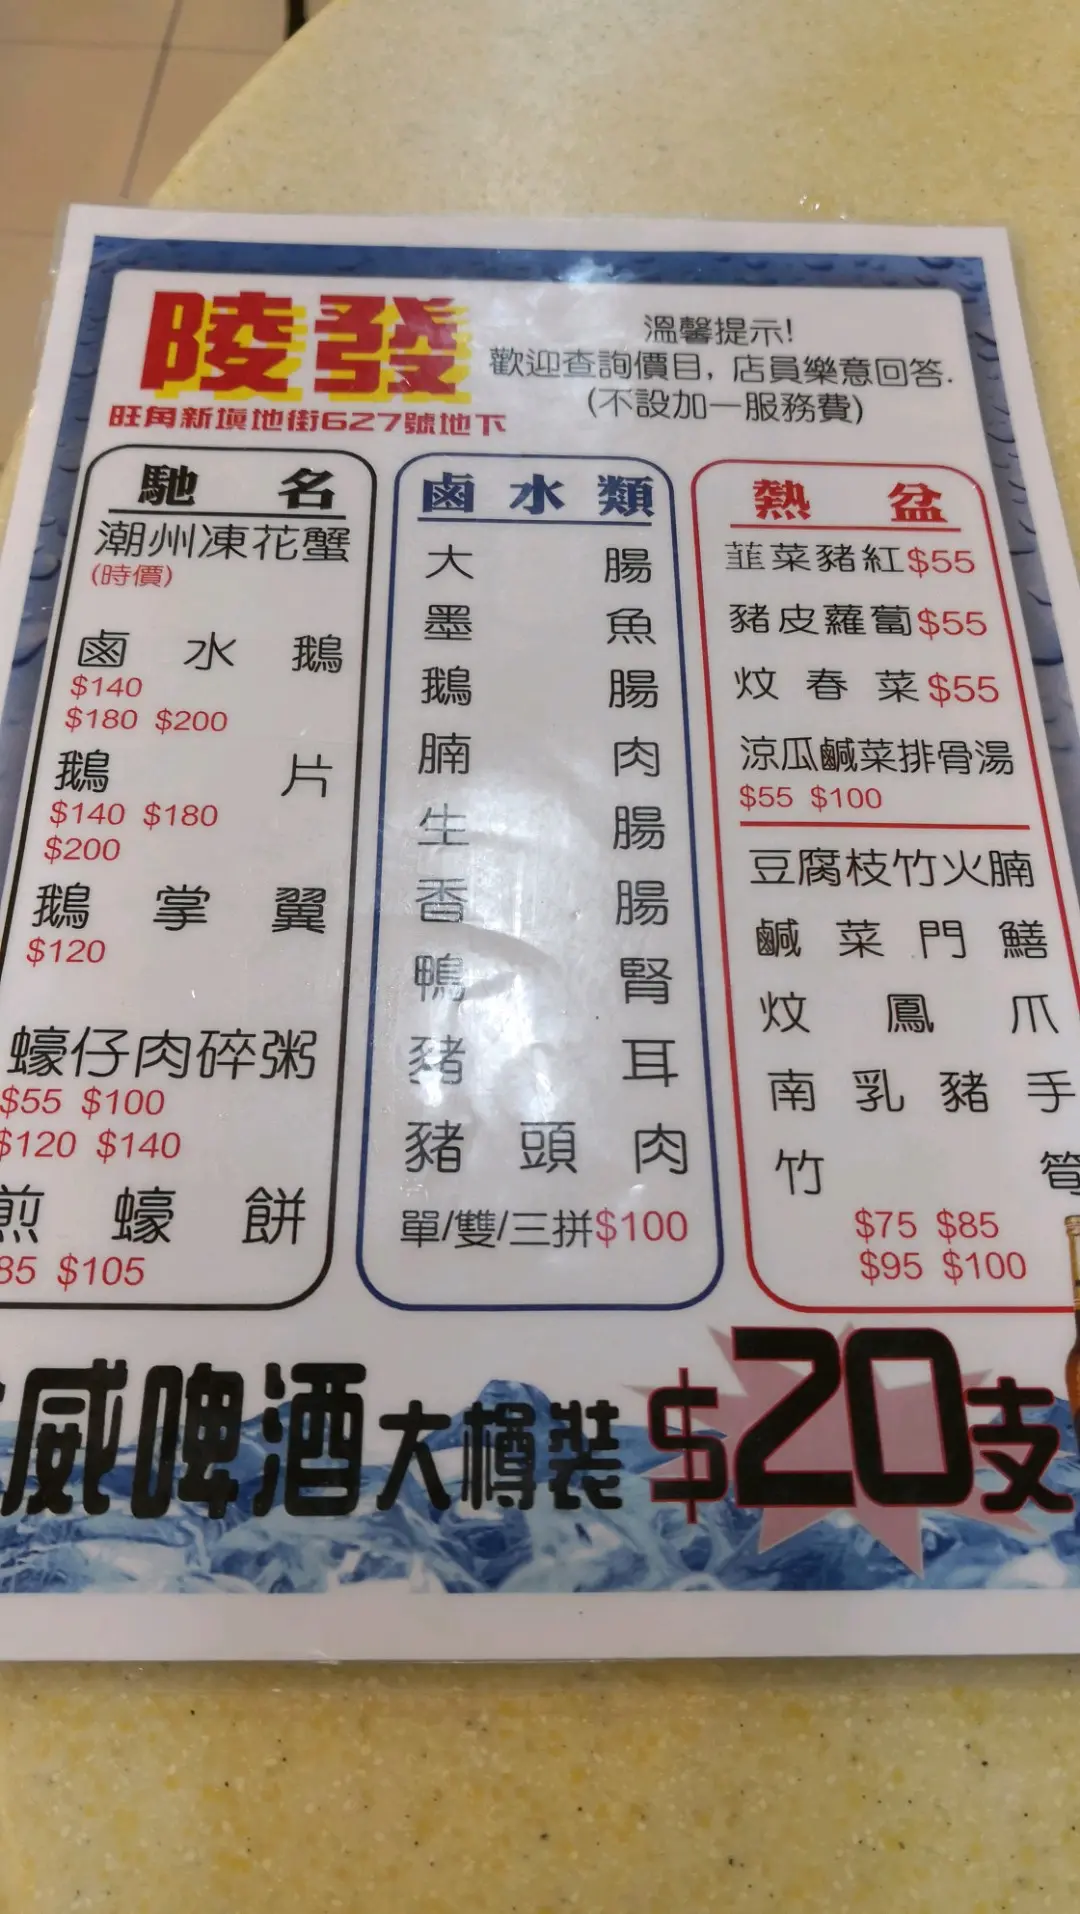 陵發
旺角新填地街627號地下
溫馨提示!
歡迎查詢價目, 店員樂意回答.
(不設加一服務費)
馳名
潮州凍花蟹
(時價)
鹵水鵝
$140
$180 $200
鵝片
$140 $180
$200
鵝掌翼
$120
蠔仔肉碎粥
$55 $100
$120 $140
煎蠔餅
85 $105
鹵水類
大腸
墨魚
鵝腸
腩肉
生腸
香腸
鴨腎
豬耳
豬頭肉
單/雙/三拼$100
熱盆
韮菜豬紅$55
豬皮蘿蔔$55
炆春菜$55
涼瓜鹹菜排骨湯
$55 $100
豆腐枝竹火腩
鹹菜門鱔
炆鳳爪
南乳豬手
竹筍
$75 $85
$95 $100
威啤酒大樽裝 $20支